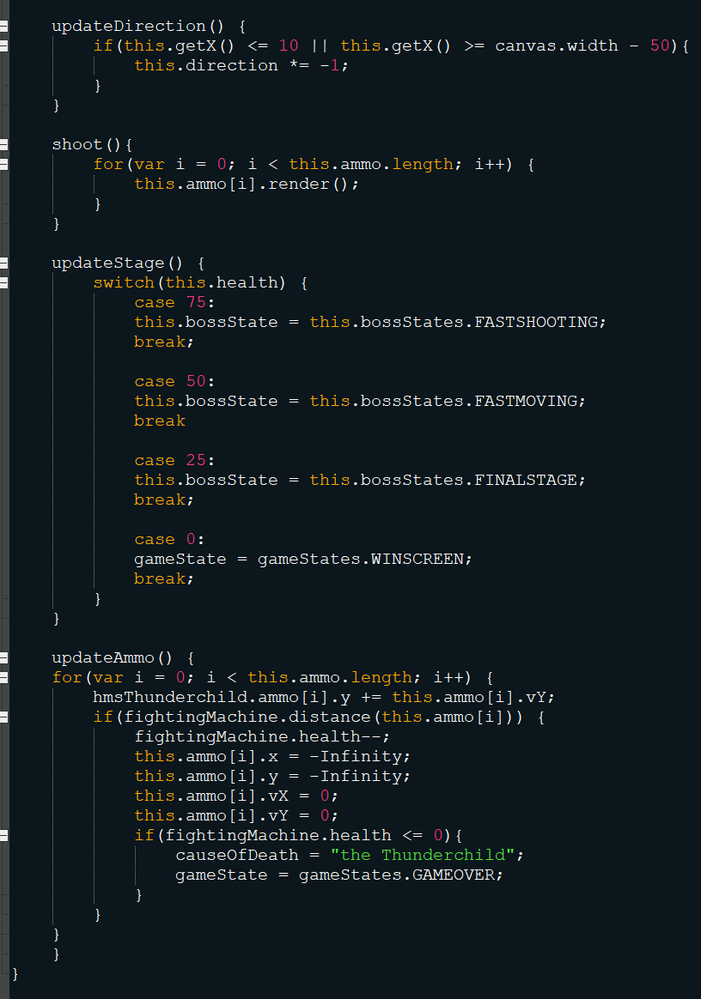 updateDirection() {
if(this.getX() <= 10 || this.getX() >= canvas.width - 50){
this.direction *= -1;
}
}
shoot(){
for(var i = 0; i < this.ammo.length; i++) {
this.ammo[i].render();
}
}
updateStage() {
switch(this.health) {
case 75:
this.bossState = this.bossStates.FASTSHOOTING;
break;
case 50:
this.bossState = this.bossStates.FASTMOVING;
break
case 25:
this.bossState = this.bossStates.FINALSTAGE;
break;
case 0:
gameState = gameStates.WINSCREEN;
break;
}
}
updateAmmo() {
for(var i = 0; i < this.ammo.length; i++) {
hmsThunderchild.ammo[i].y += this.ammo[i].vY;
if(fightingMachine.distance(this.ammo[i])) {
fightingMachine.health--;
this.ammo[i].x = -Infinity;
this.ammo[i].y = -Infinity;
this.ammo[i].vX = 0;
this.ammo[i].vY = 0;
if(fightingMachine.health <= 0){
causeOfDeath = "the Thunderchild";
gameState = gameStates.GAMEOVER;
}
}
}
}
}